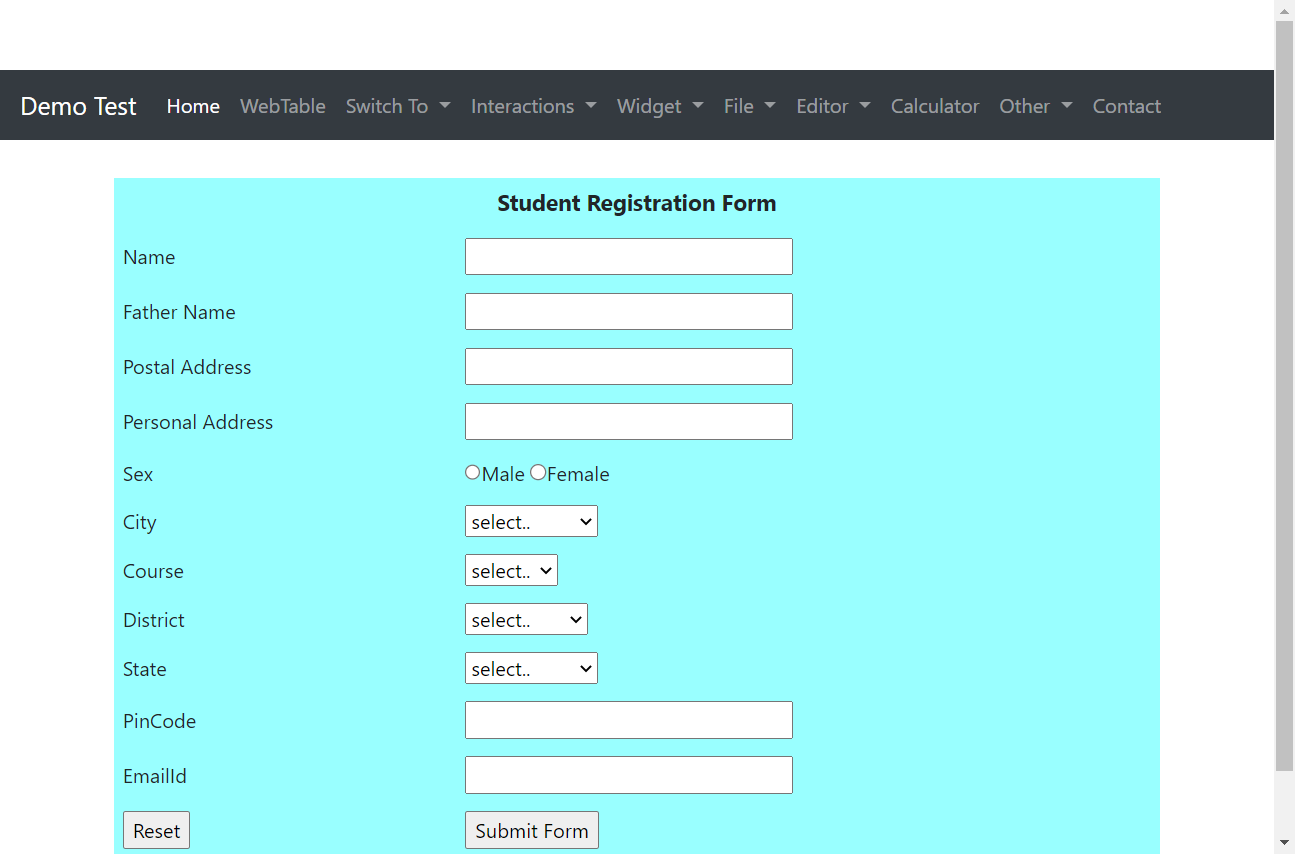 Demo Test Home WebTable Switch To Interactions Widget File Editor Calculator Other Contact
Student Registration Form
Name
Father Name
Postal Address
Personal Address
Sex Male Female
City select..
Course select..
District select..
State select..
PinCode
EmailId
Reset Submit Form